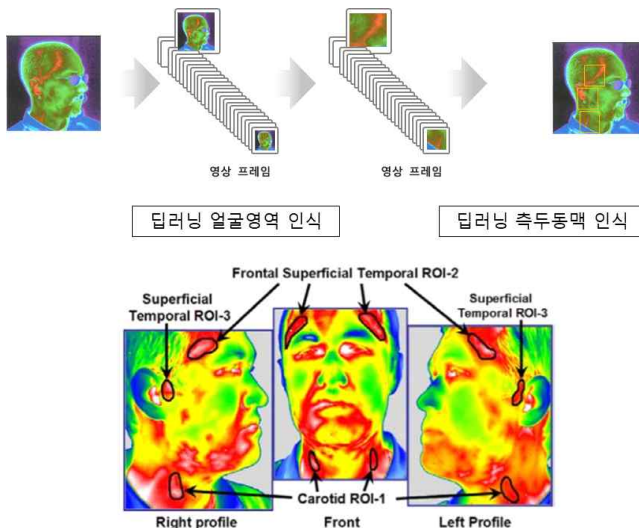 영상 프레임
영상 프레임
딥러닝 얼굴영역 인식
딥러닝 측두동맥 인식
Frontal Superficial Temporal ROI-2
Superficial
Temporal ROI-3
Superficial
Temporal ROI-3
Carotid ROI-1
Right profile
Front
Left Profile